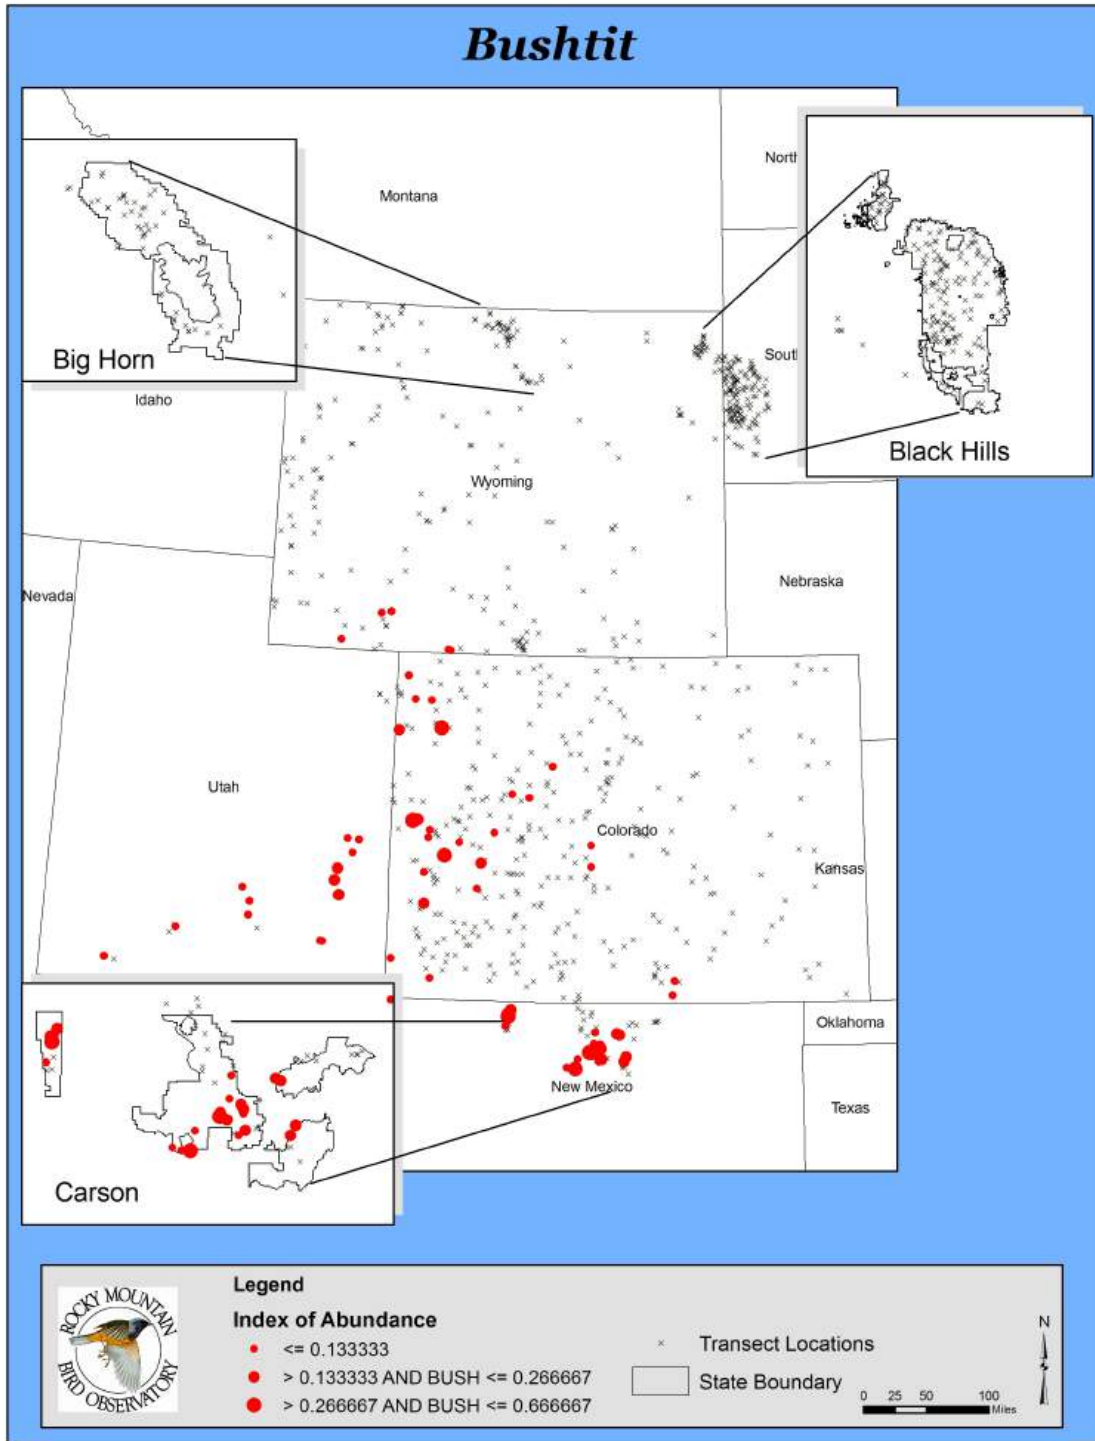 Bushtit
Montana
North
Big Horn
Idaho
South
Black Hills
Wyoming
Nebraska
Nevada
Utah
Colorado
Kansas
Oklahoma
New Mexico
Texas
Carson
Legend
Index of Abundance
<= 0.133333
> 0.133333 AND BUSH <= 0.266667
> 0.266667 AND BUSH <= 0.666667
Transect Locations
State Boundary
N
0 25 50 100
Miles
ROCKY MOUNTAIN
BIRD OBSERVATORY